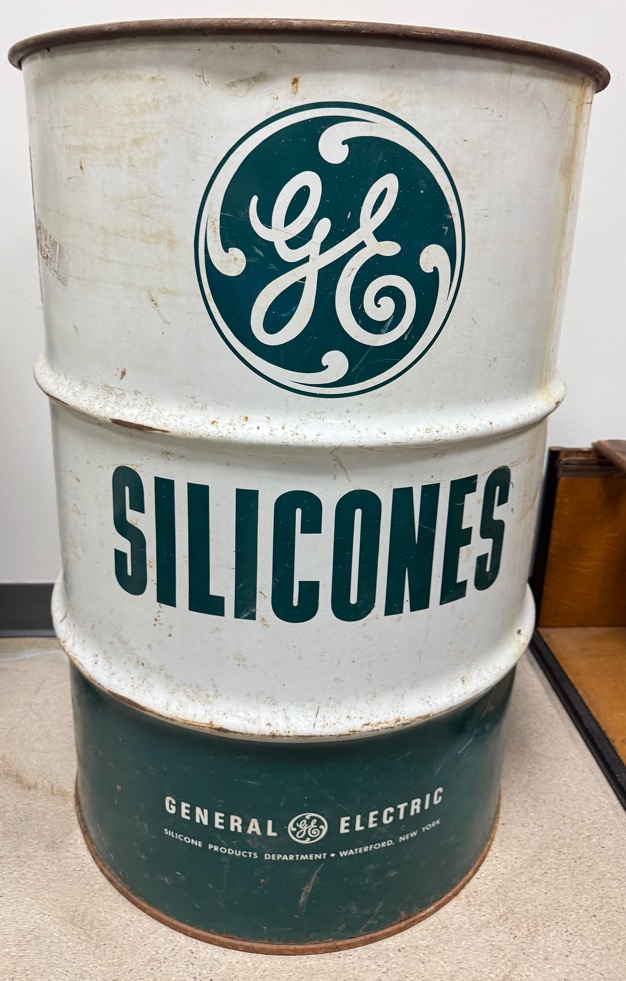 GE
SILICONES
GENERAL GE ELECTRIC
SILICONE PRODUCTS DEPARTMENT • WATERFORD, NEW YORK